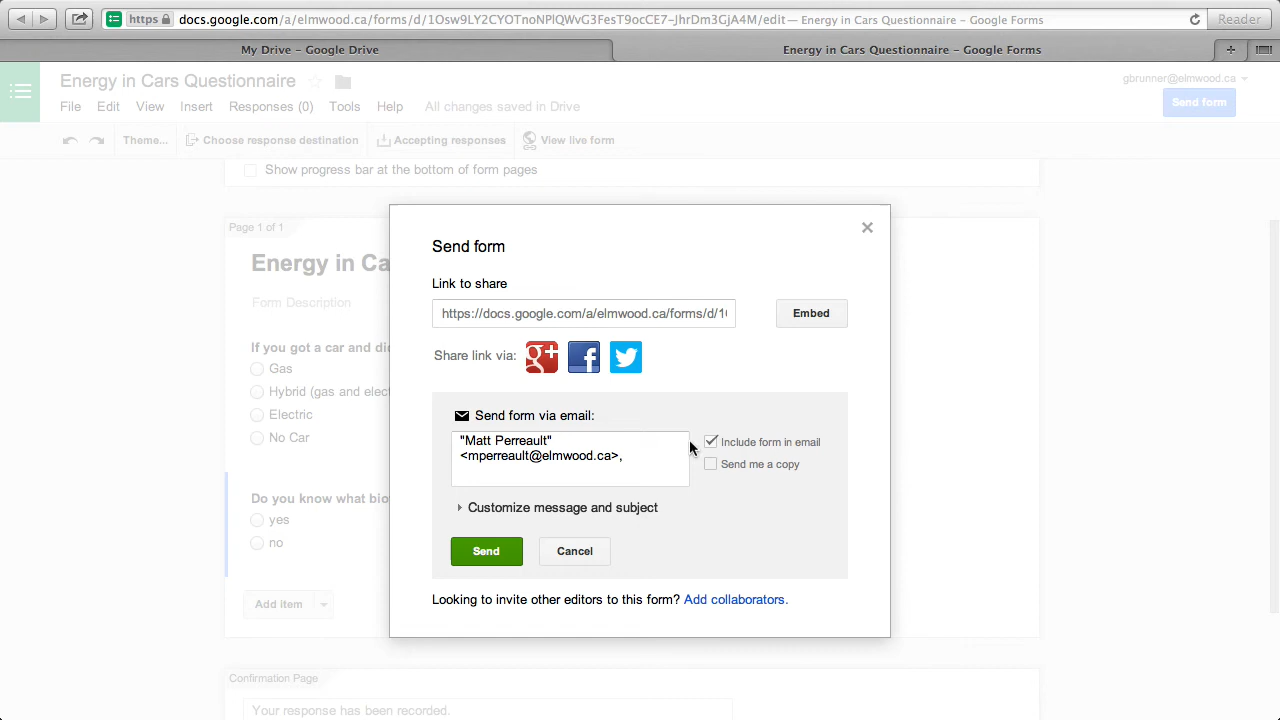 docs.google.com/a/elmwood.ca/forms/d/1Osw9LY2CYOTnoNPlQWvG3FesT9ocCE7-JhrDm3GjA4M/edit — Energy in Cars Questionnaire – Google Forms
https
Reader
My Drive – Google Drive
Energy in Cars Questionnaire – Google Forms
Energy in Cars Questionnaire
gbrunner@elmwood.ca
File Edit View Insert Responses (0) Tools Help All changes saved in Drive
Send form
Theme... Choose response destination Accepting responses View live form
Show progress bar at the bottom of form pages
Page 1 of 1
Energy in Ca
Form Description
If you got a car and did
Gas
Hybrid (gas and elect
Electric
No Car
Do you know what bio
yes
no
Add item
Send form
Link to share
https://docs.google.com/a/elmwood.ca/forms/d/1
Embed
Share link via:
Send form via email:
"Matt Perreault"
<mperreault@elmwood.ca>,
Include form in email
Send me a copy
Customize message and subject
Send Cancel
Looking to invite other editors to this form? Add collaborators.
Confirmation Page
Your response has been recorded.